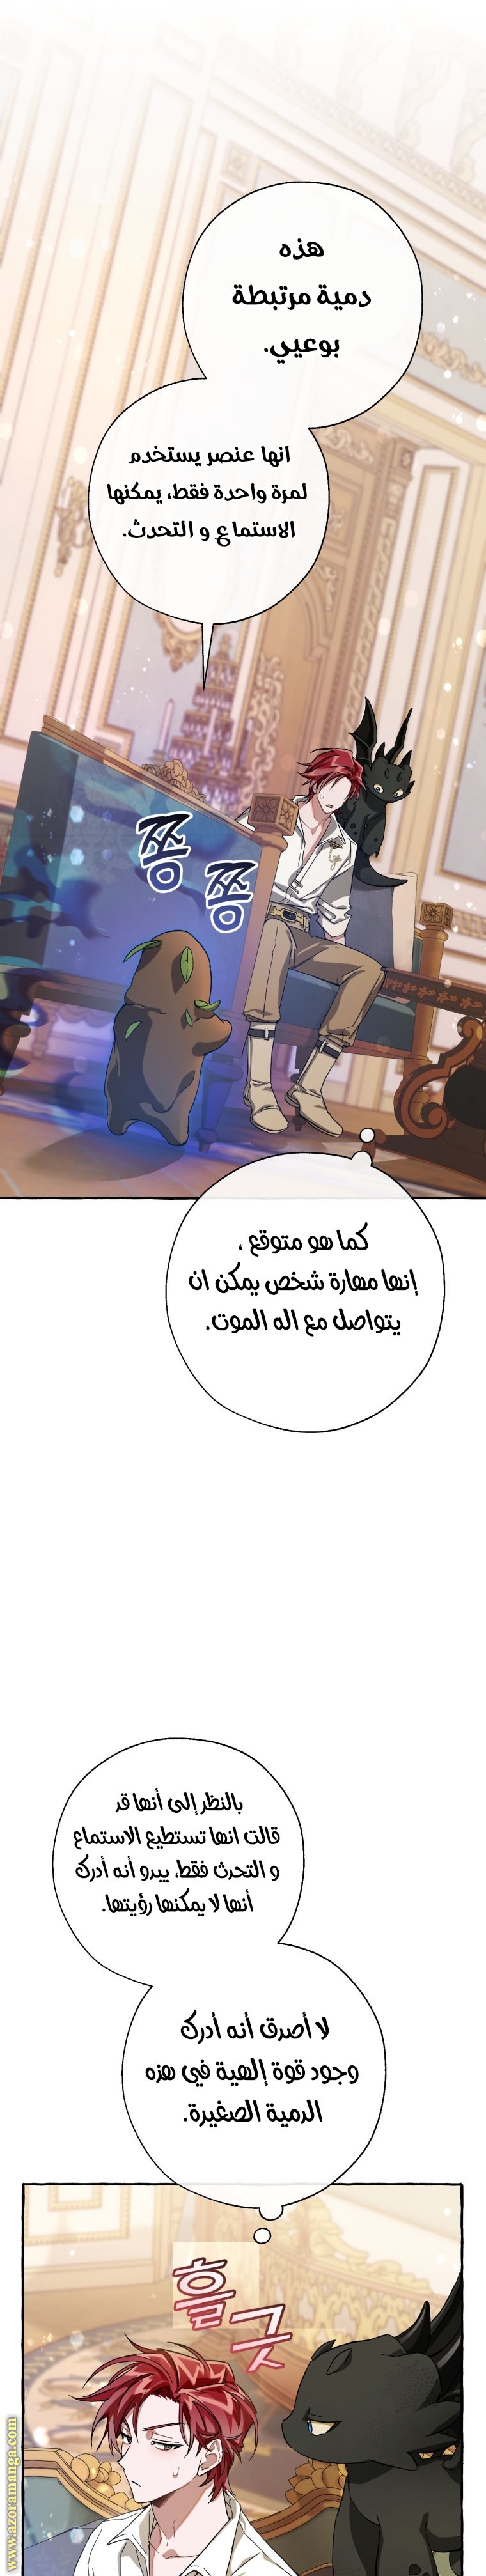 هذه
دمية مرتبطة
بوعيي.
انها عنصر يستخدم
لمرة واحدة فقط، يمكنها
الاستماع و التحدث.
쫑
쫑
كما هو متوقع ،
إنها مهارة شخص يمكن ان
يتواصل مع اله الموت.
بالنظر إلى أنها قد
قالت انها تستطيع الاستماع
و التحدث فقط، يبدو أنه أدرك
أنها لا يمكنها رؤيتها.
لا أصدق أنه أدرك
وجود قوة إلهية في هذه
الدمية الصغيرة.
흘
긋
www.azoramanga.com